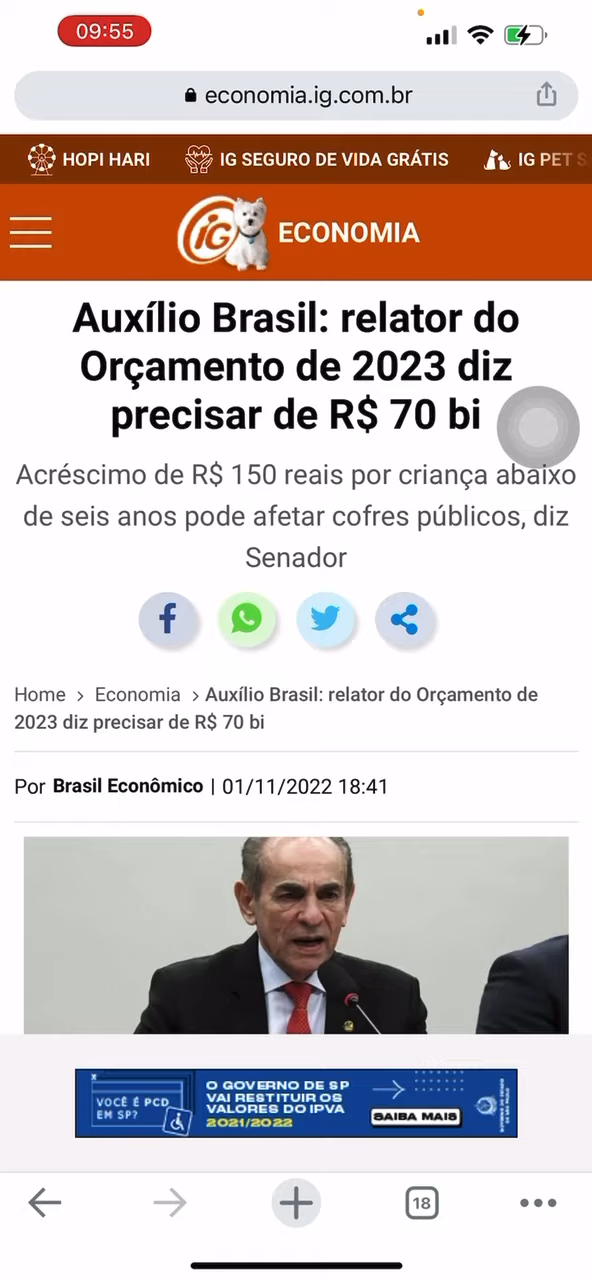 09:55
economia.ig.com.br
HOPI HARI
IG SEGURO DE VIDA GRÁTIS
IG PET S
iG
ECONOMIA
Auxílio Brasil: relator do
Orçamento de 2023 diz
precisar de R$ 70 bi
Acréscimo de R$ 150 reais por criança abaixo
de seis anos pode afetar cofres públicos, diz
Senador
Home > Economia > Auxílio Brasil: relator do Orçamento de
2023 diz precisar de R$ 70 bi
Por Brasil Econômico | 01/11/2022 18:41
VOCÊ É PCD
EM SP?
O GOVERNO DE SP
VAI RESTITUIR OS
VALORES DO IPVA
2021/2022
SAIBA MAIS
18